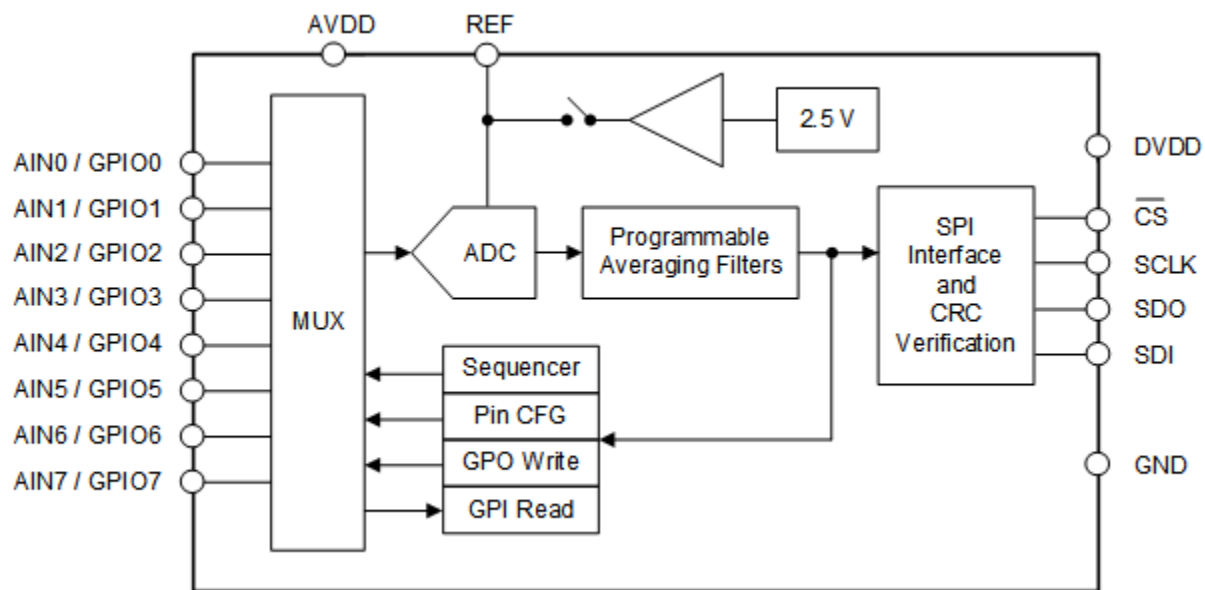 AVDD
REF
2.5 V
AIN0 / GPIO0
AIN1 / GPIO1
AIN2 / GPIO2
AIN3 / GPIO3
AIN4 / GPIO4
AIN5 / GPIO5
AIN6 / GPIO6
AIN7 / GPIO7
MUX
ADC
Programmable
Averaging Filters
Sequencer
Pin CFG
GPO Write
GPI Read
SPI
Interface
and
CRC
Verification
DVDD
C̅S̅
SCLK
SDO
SDI
GND